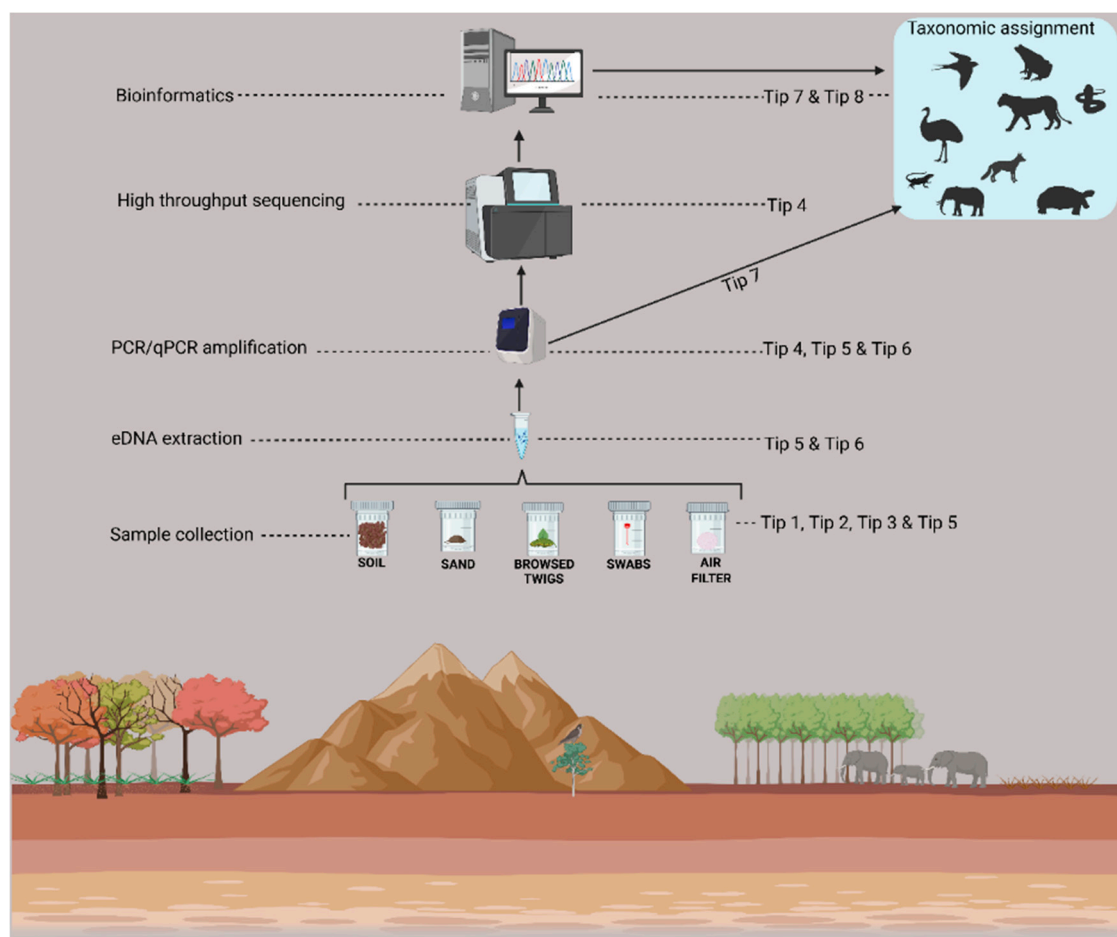 Taxonomic assignment
Bioinformatics
Tip 7 & Tip 8
High throughput sequencing
Tip 4
Tip 7
PCR/qPCR amplification
Tip 4, Tip 5 & Tip 6
eDNA extraction
Tip 5 & Tip 6
Sample collection
Tip 1, Tip 2, Tip 3 & Tip 5
SOIL
SAND
BROWSED
TWIGS
SWABS
AIR
FILTER